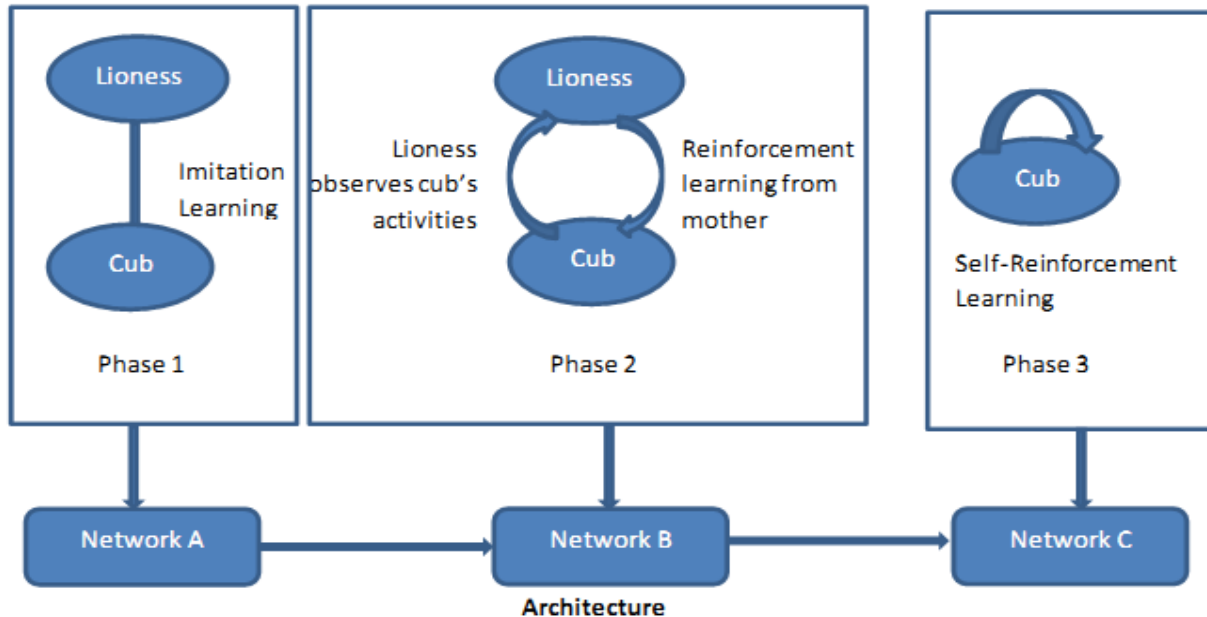 Lioness
Imitation
Learning
Cub
Phase 1
Lioness
Lioness
observes cub's
activities
Reinforcement
learning from
mother
Cub
Phase 2
Cub
Self-Reinforcement
Learning
Phase 3
Network A
Network B
Network C
Architecture